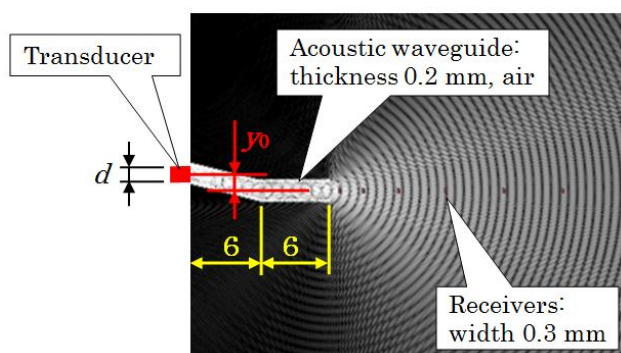 Transducer
Acoustic waveguide:
thickness 0.2 mm, air
y0
d
6
6
Receivers:
width 0.3 mm